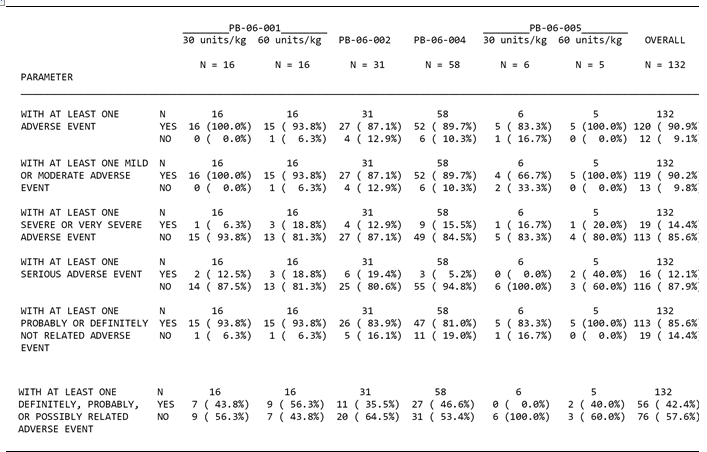 PB-06-001 PB-06-005
30 units/kg 60 units/kg PB-06-002 PB-06-004 30 units/kg 60 units/kg OVERALL
N = 16 N = 16 N = 31 N = 58 N = 6 N = 5 N = 132
PARAMETER
WITH AT LEAST ONE N 16 16 31 58 6 5 132
ADVERSE EVENT YES 16 (100.0%) 15 ( 93.8%) 27 ( 87.1%) 52 ( 89.7%) 5 ( 83.3%) 5 (100.0%) 120 ( 90.9%
NO 0 ( 0.0%) 1 ( 6.3%) 4 ( 12.9%) 6 ( 10.3%) 1 ( 16.7%) 0 ( 0.0%) 12 ( 9.1%
WITH AT LEAST ONE MILD N 16 16 31 58 6 5 132
OR MODERATE ADVERSE YES 16 (100.0%) 15 ( 93.8%) 27 ( 87.1%) 52 ( 89.7%) 4 ( 66.7%) 5 (100.0%) 119 ( 90.2%
EVENT NO 0 ( 0.0%) 1 ( 6.3%) 4 ( 12.9%) 6 ( 10.3%) 2 ( 33.3%) 0 ( 0.0%) 13 ( 9.8%
WITH AT LEAST ONE N 16 16 31 58 6 5 132
SEVERE OR VERY SEVERE YES 1 ( 6.3%) 3 ( 18.8%) 4 ( 12.9%) 9 ( 15.5%) 1 ( 16.7%) 1 ( 20.0%) 19 ( 14.4%
ADVERSE EVENT NO 15 ( 93.8%) 13 ( 81.3%) 27 ( 87.1%) 49 ( 84.5%) 5 ( 83.3%) 4 ( 80.0%) 113 ( 85.6%
WITH AT LEAST ONE N 16 16 31 58 6 5 132
SERIOUS ADVERSE EVENT YES 2 ( 12.5%) 3 ( 18.8%) 6 ( 19.4%) 3 ( 5.2%) 0 ( 0.0%) 2 ( 40.0%) 16 ( 12.1%
NO 14 ( 87.5%) 13 ( 81.3%) 25 ( 80.6%) 55 ( 94.8%) 6 (100.0%) 3 ( 60.0%) 116 ( 87.9%
WITH AT LEAST ONE N 16 16 31 58 6 5 132
PROBABLY OR DEFINITELY YES 15 ( 93.8%) 15 ( 93.8%) 26 ( 83.9%) 47 ( 81.0%) 5 ( 83.3%) 5 (100.0%) 113 ( 85.6%
NOT RELATED ADVERSE NO 1 ( 6.3%) 1 ( 6.3%) 5 ( 16.1%) 11 ( 19.0%) 1 ( 16.7%) 0 ( 0.0%) 19 ( 14.4%
EVENT
WITH AT LEAST ONE N 16 16 31 58 6 5 132
DEFINITELY, PROBABLY, YES 7 ( 43.8%) 9 ( 56.3%) 11 ( 35.5%) 27 ( 46.6%) 0 ( 0.0%) 2 ( 40.0%) 56 ( 42.4%)
OR POSSIBLY RELATED NO 9 ( 56.3%) 7 ( 43.8%) 20 ( 64.5%) 31 ( 53.4%) 6 (100.0%) 3 ( 60.0%) 76 ( 57.6%)
ADVERSE EVENT